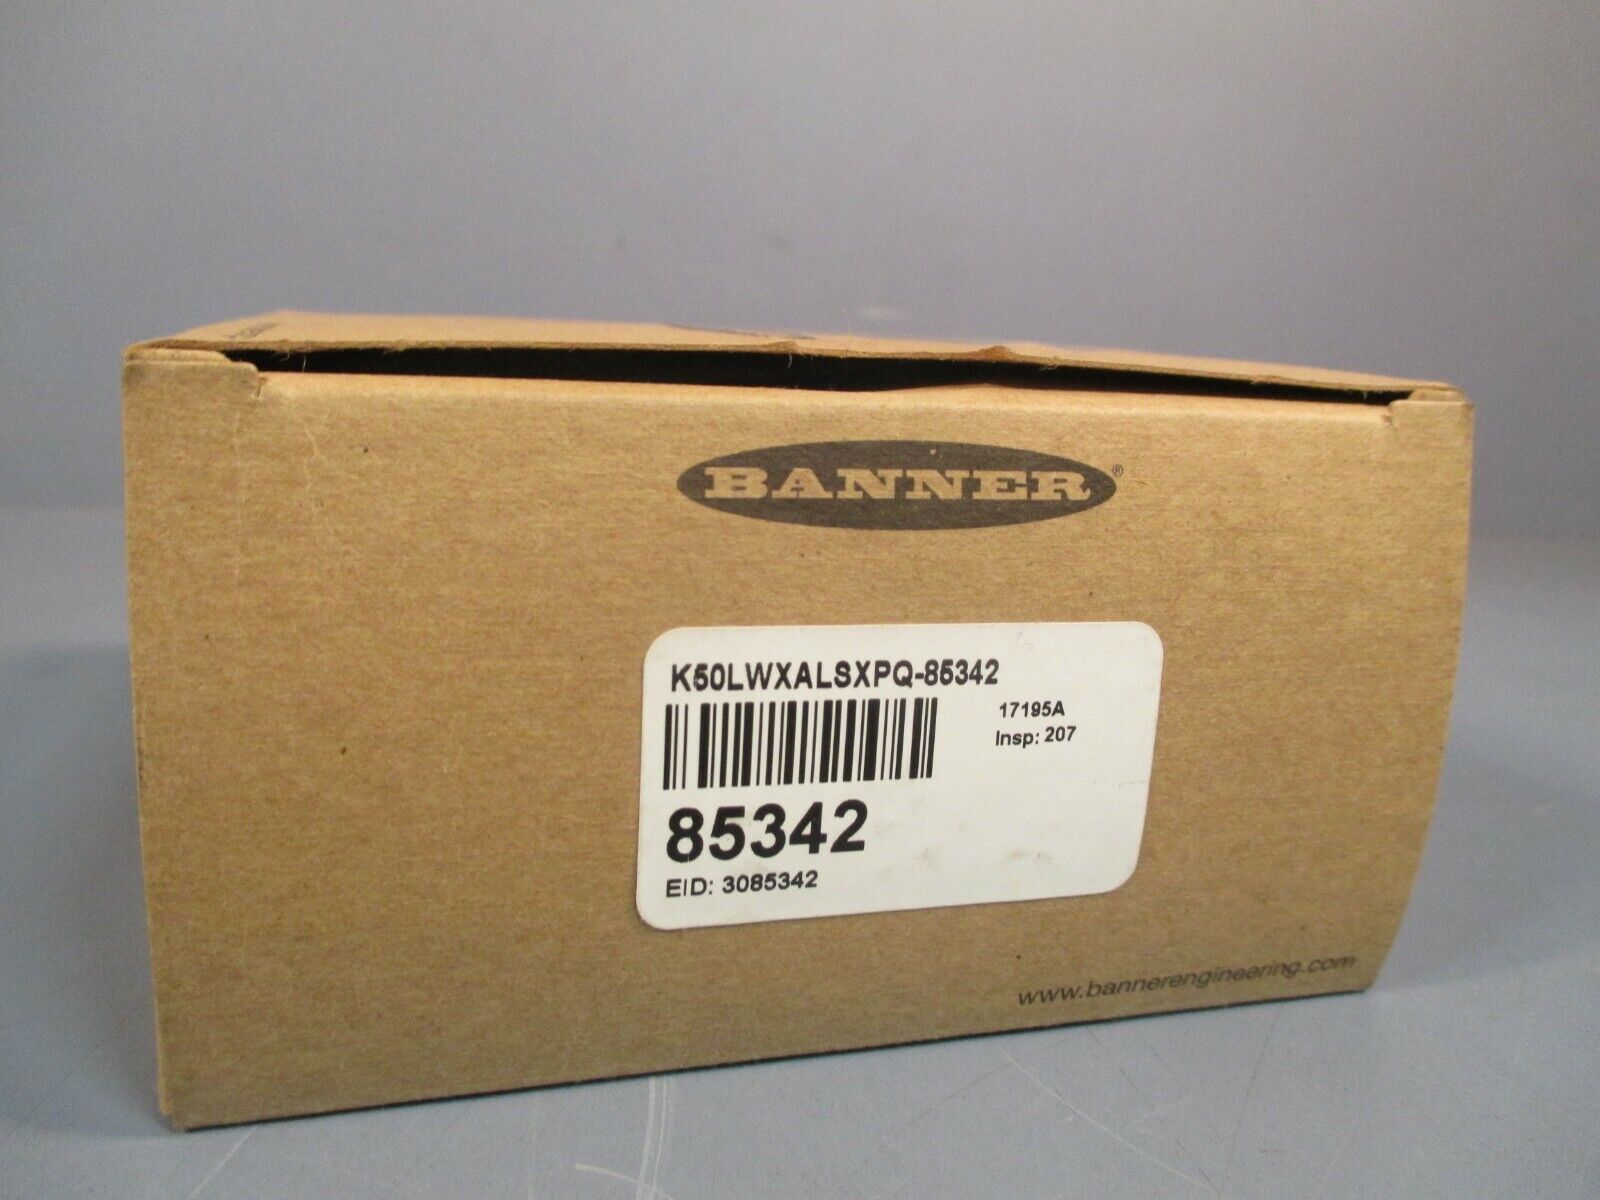 BANNER®
K50LWXALSXPQ-85342
17195A
Insp: 207
85342
EID: 3085342
www.bannerengineering.com